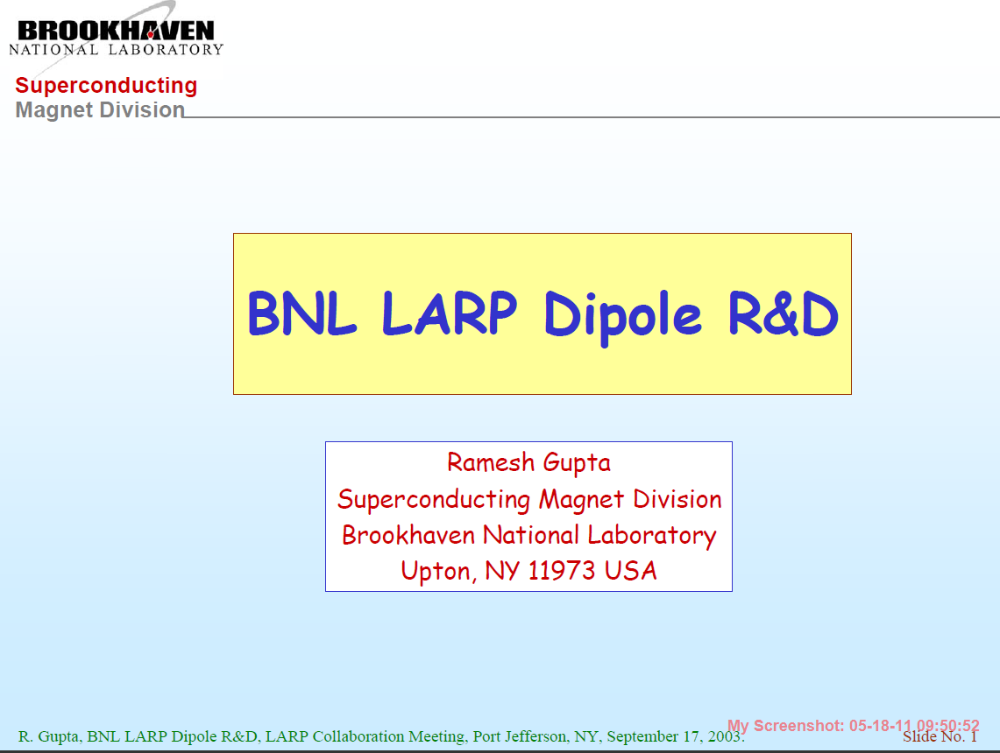 BROOKHAVEN
NATIONAL LABORATORY
Superconducting
Magnet Division
BNL LARP Dipole R&D
Ramesh Gupta
Superconducting Magnet Division
Brookhaven National Laboratory
Upton, NY 11973 USA
My Screenshot: 05-18-11 09:50:52
R. Gupta, BNL LARP Dipole R&D, LARP Collaboration Meeting, Port Jefferson, NY, September 17, 2003. Slide No. 1